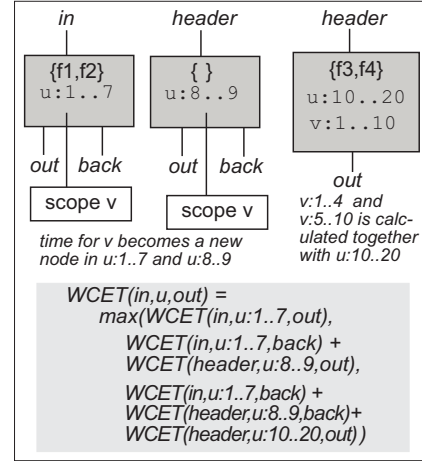 in
header
header
{f1,f2}
u:1..7
{ }
u:8..9
{f3,f4}
u:10..20
v:1..10
out
back
out
back
out
scope v
scope v
v:1..4 and
v:5..10 is calc-
ulated together
with u:10..20
time for v becomes a new
node in u:1..7 and u:8..9
WCET(in,u,out) =
max(WCET(in,u:1..7,out),
WCET(in,u:1..7,back) +
WCET(header,u:8..9,out),
WCET(in,u:1..7,back) +
WCET(header,u:8..9,back)+
WCET(header,u:10..20,out))